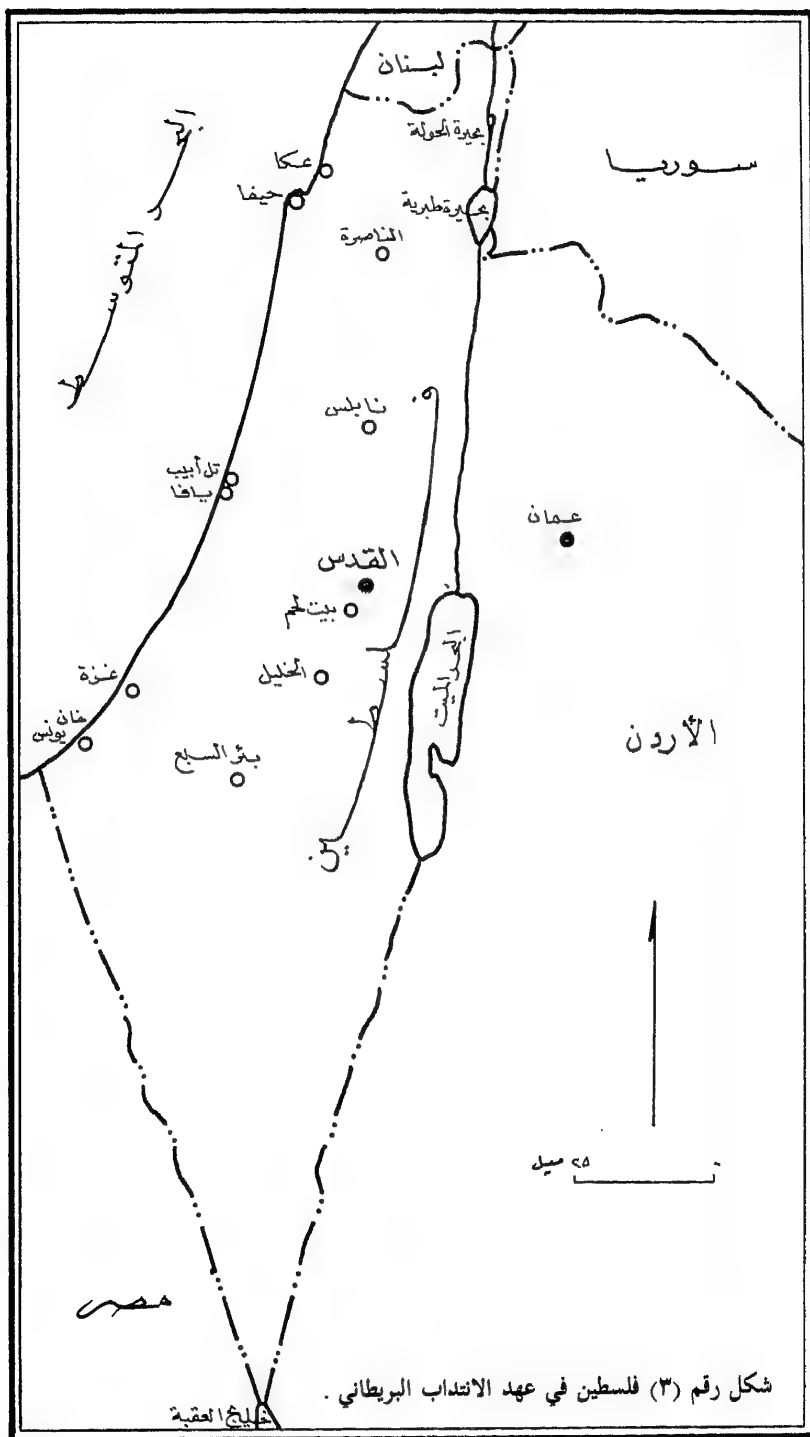 لبنان
البحر المتوسط
بحيرة الحولة
سوريا
عكا
حيفا
بحيرة طبرية
الناصرة
نابلس
فلسطين
تل أبيب
يافا
عمان
القدس
بيت لحم
البحر الميت
الخليل
غزة
خان
يونس
بئر السبع
الأردن
٢٥ ميل
٠
مصر
شكل رقم (٣) فلسطين في عهد الانتداب البريطاني .
خليج العقبة